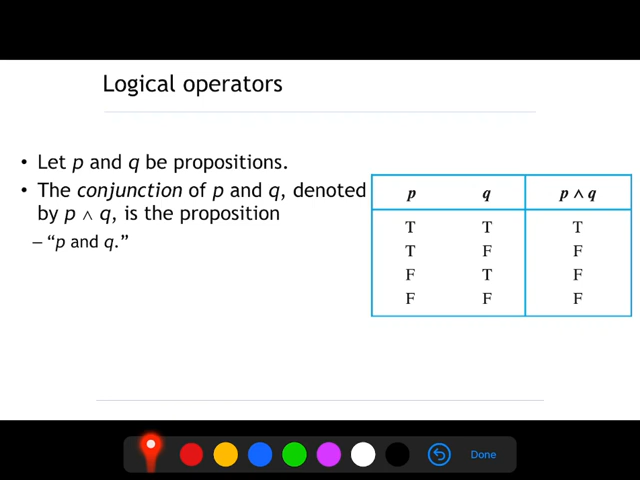 Logical operators
• Let p and q be propositions.
• The conjunction of p and q, denoted
by p ∧ q, is the proposition
– “p and q.”
p q p ∧ q
T T T
T F F
F T F
F F F
Done